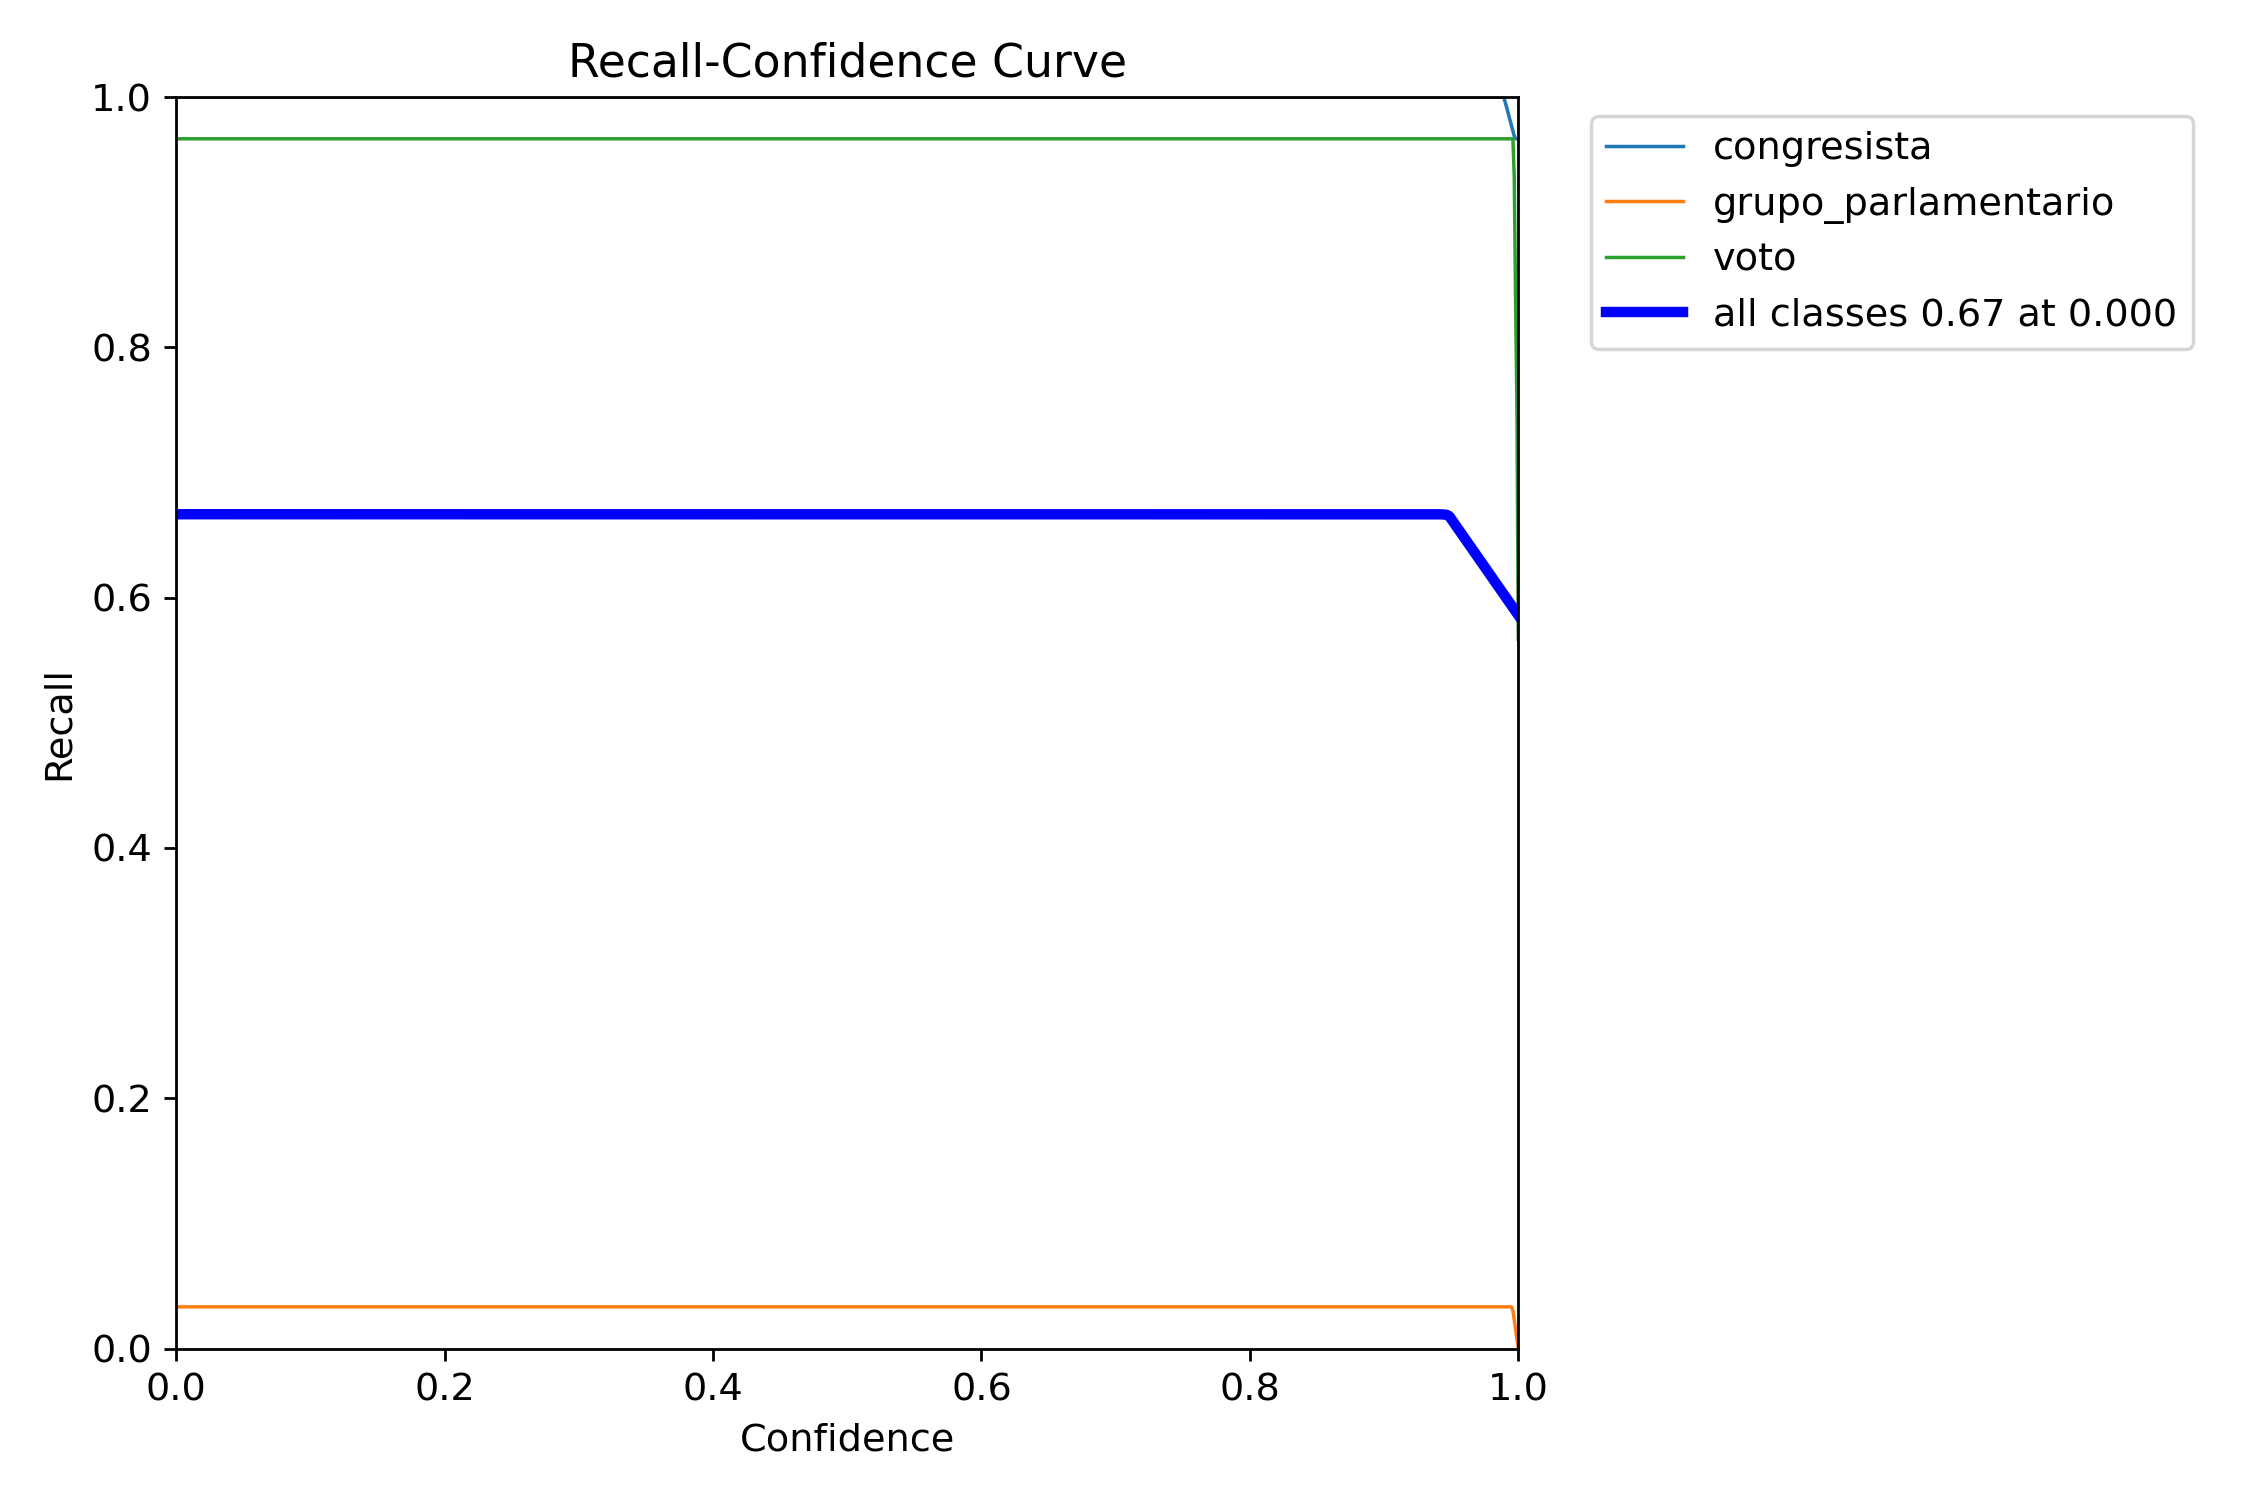 Recall-Confidence Curve
1.0
0.8
0.6
0.4
0.2
0.0
Recall
0.0 0.2 0.4 0.6 0.8 1.0
Confidence
congresista
grupo_parlamentario
voto
all classes 0.67 at 0.000